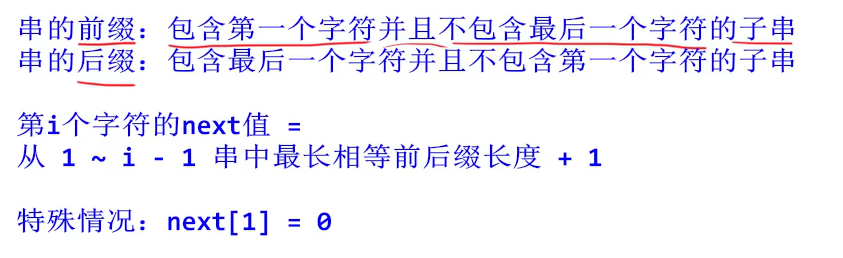 串的前缀：包含第一个字符并且不包含最后一个字符的子串
串的后缀：包含最后一个字符并且不包含第一个字符的子串
第i个字符的next值 =
从 1 ~ i - 1 串中最长相等前后缀长度 + 1
特殊情况：next[1] = 0